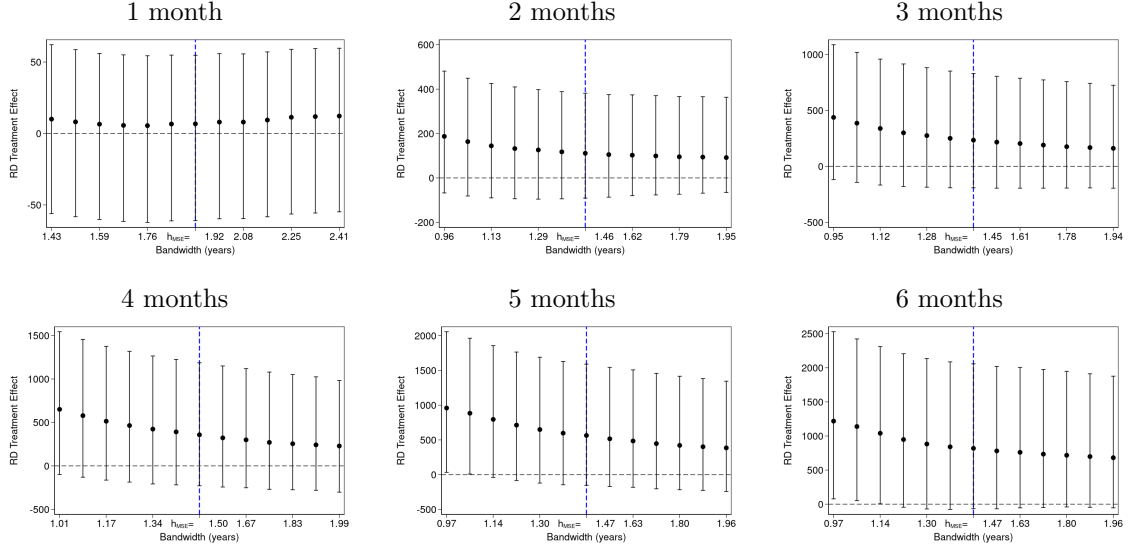 1 month
2 months
3 months
RD Treatment Effect
50
0
-50
1.43 1.59 1.76 hMSE= 1.92 2.08 2.25 2.41
Bandwidth (years)
RD Treatment Effect
600
400
200
0
-200
0.96 1.13 1.29 hMSE= 1.46 1.62 1.79 1.95
Bandwidth (years)
RD Treatment Effect
1000
500
0
-500
0.95 1.12 1.28 hMSE= 1.45 1.61 1.78 1.94
Bandwidth (years)
4 months
5 months
6 months
RD Treatment Effect
1500
1000
500
0
-500
1.01 1.17 1.34 hMSE= 1.50 1.67 1.83 1.99
Bandwidth (years)
RD Treatment Effect
2000
1500
1000
500
0
-500
0.97 1.14 1.30 hMSE= 1.47 1.63 1.80 1.96
Bandwidth (years)
RD Treatment Effect
2500
2000
1500
1000
500
0
0.97 1.14 1.30 hMSE= 1.47 1.63 1.80 1.96
Bandwidth (years)